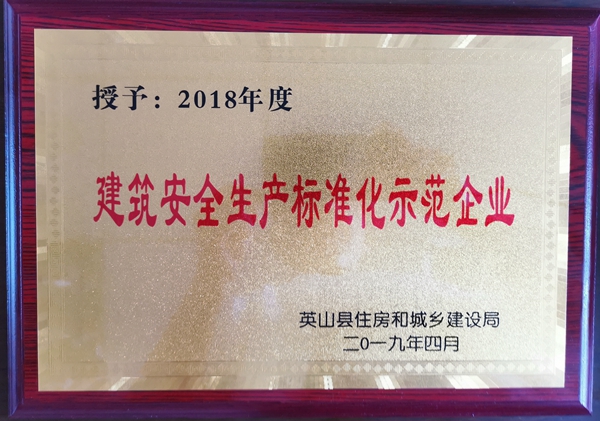 授予：2018年度
建筑安全生产标准化示范企业
英山县住房和城乡建设局
二0一九年四月